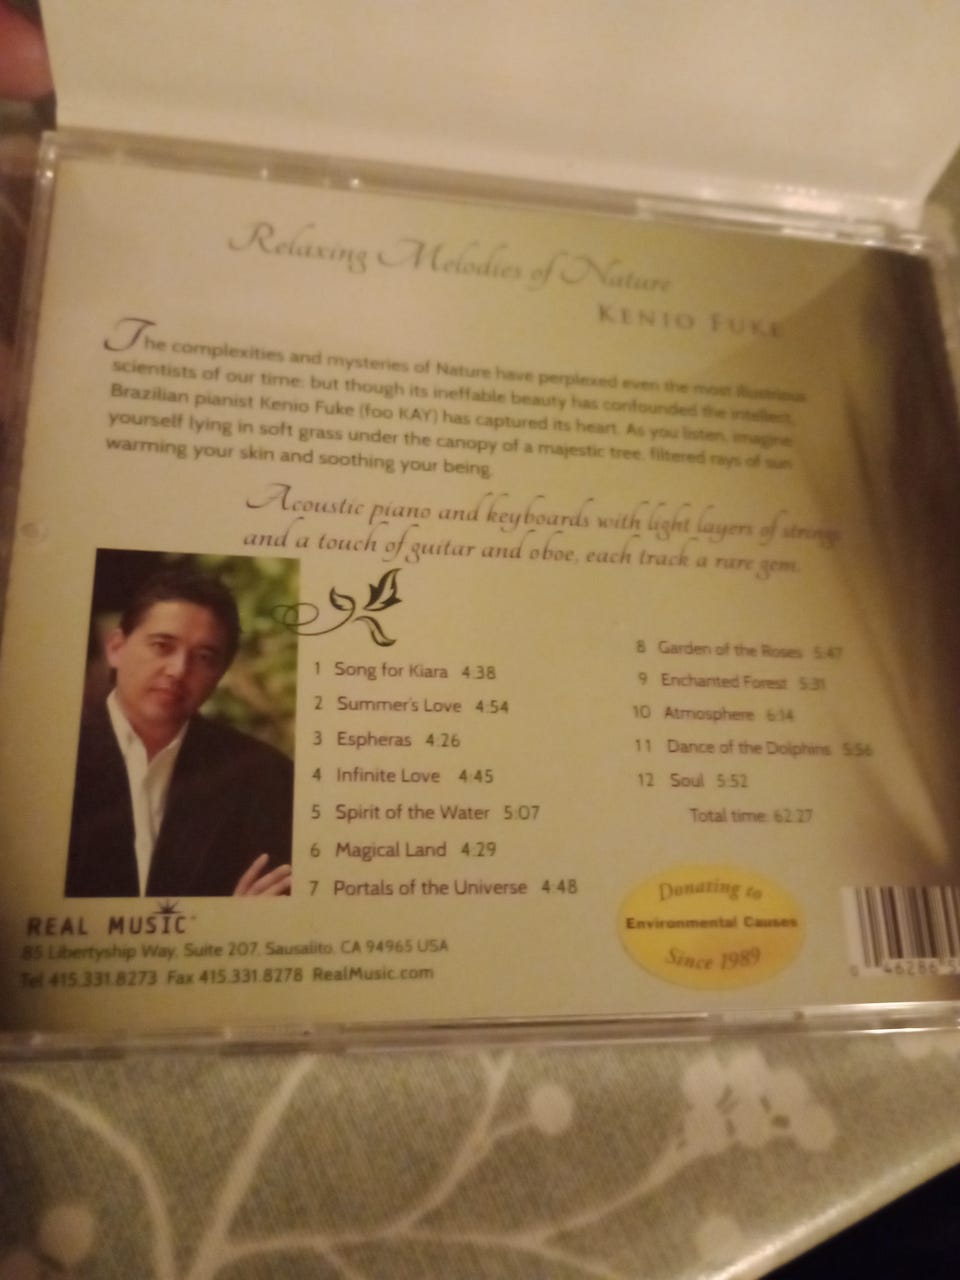 Relaxing Melodies of Nature
KENIO FUKE
The complexities and mysteries of Nature have perplexed even the most illustrious
scientists of our time; but though its ineffable beauty has confounded the intellect,
Brazilian pianist Kenio Fuke (foo KAY) has captured its heart. As you listen, imagine
yourself lying in soft grass under the canopy of a majestic tree, filtered rays of sun
warming your skin and soothing your being.
Acoustic piano and keyboards with light layers of strings
and a touch of guitar and oboe, each track a rare gem.
1 Song for Kiara 4:38
2 Summer's Love 4:54
3 Espheras 4:26
4 Infinite Love 4:45
5 Spirit of the Water 5:07
6 Magical Land 4:29
7 Portals of the Universe 4:48
8 Garden of the Roses 5:47
9 Enchanted Forest 5:31
10 Atmosphere 6:14
11 Dance of the Dolphins 5:56
12 Soul 5:52
Total time: 62:27
REAL MUSIC
85 Libertyship Way, Suite 207, Sausalito, CA 94965 USA
Tel 415.331.8273 Fax 415.331.8278 RealMusic.com
Donating to
Environmental Causes
Since 1989
0 46286